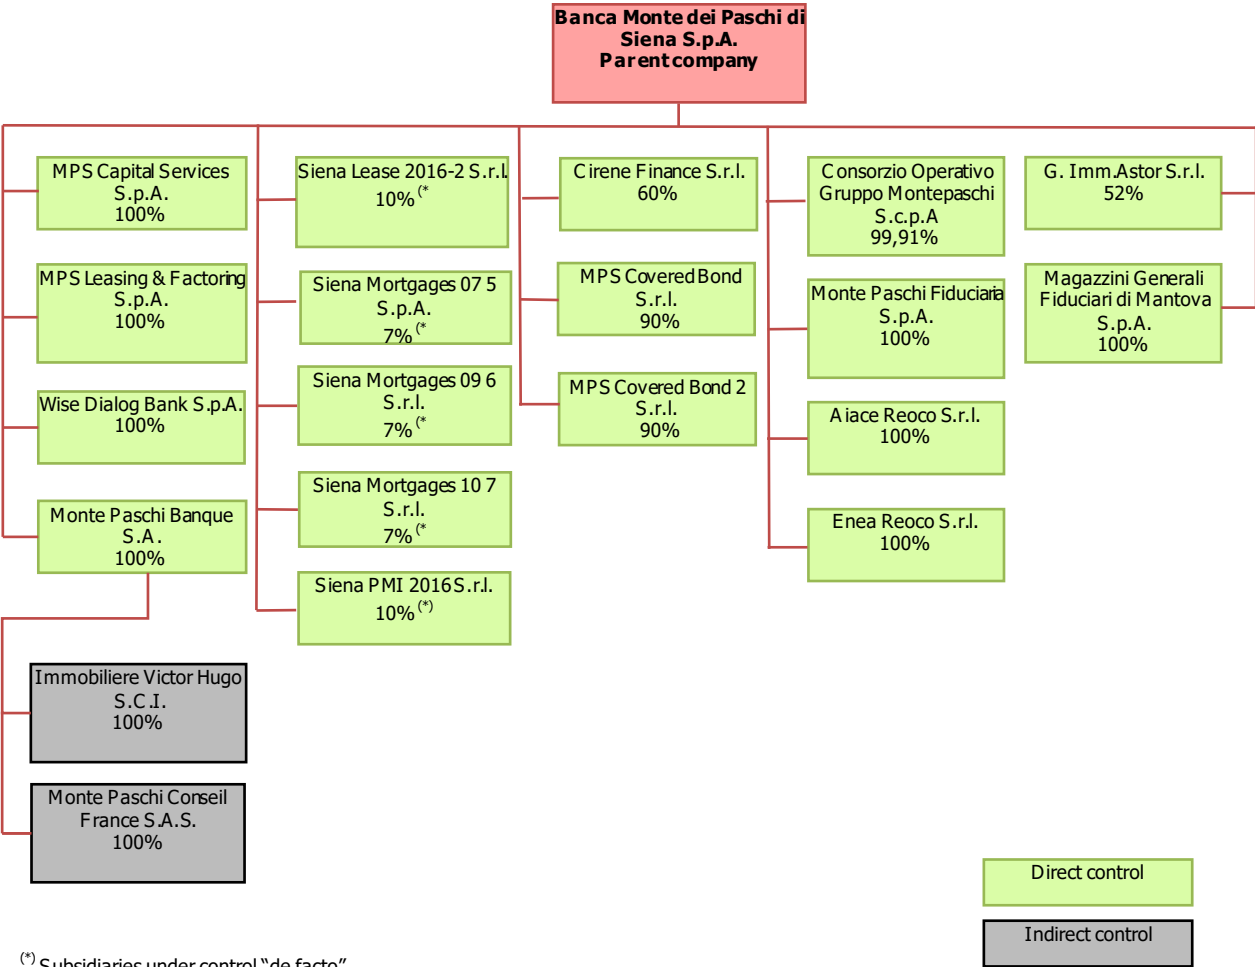 Banca Monte dei Paschi di
Siena S.p.A.
Parent company
MPS Capital Services
S.p.A.
100%
MPS Leasing & Factoring
S.p.A.
100%
Wise Dialog Bank S.p.A.
100%
Monte Paschi Banque
S.A.
100%
Immobiliere Victor Hugo
S.C.I.
100%
Monte Paschi Conseil
France S.A.S.
100%
Siena Lease 2016-2 S.r.l.
10% (*
Siena Mortgages 07 5
S.p.A.
7% (*
Siena Mortgages 09 6
S.r.l.
7% (*
Siena Mortgages 10 7
S.r.l.
7% (*
Siena PMI 2016 S.r.l.
10% (*)
Cirene Finance S.r.l.
60%
MPS Covered Bond
S.r.l.
90%
MPS Covered Bond 2
S.r.l.
90%
Consorzio Operativo
Gruppo Montepaschi
S.c.p.A
99,91%
Monte Paschi Fiduciaria
S.p.A.
100%
Aiace Reoco S.r.l.
100%
Enea Reoco S.r.l.
100%
G. Imm.Astor S.r.l.
52%
Magazzini Generali
Fiduciari di Mantova
S.p.A.
100%
Direct control
Indirect control
(*) Subsidiaries under control "de facto"